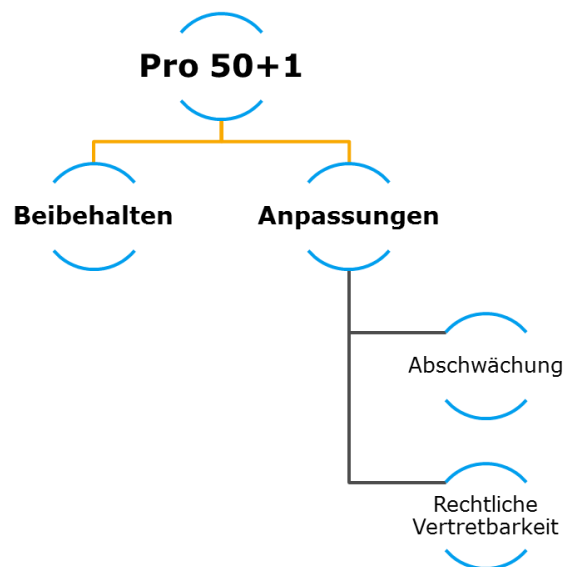 Pro 50+1
Beibehalten
Anpassungen
Abschwächung
Rechtliche
Vertretbarkeit